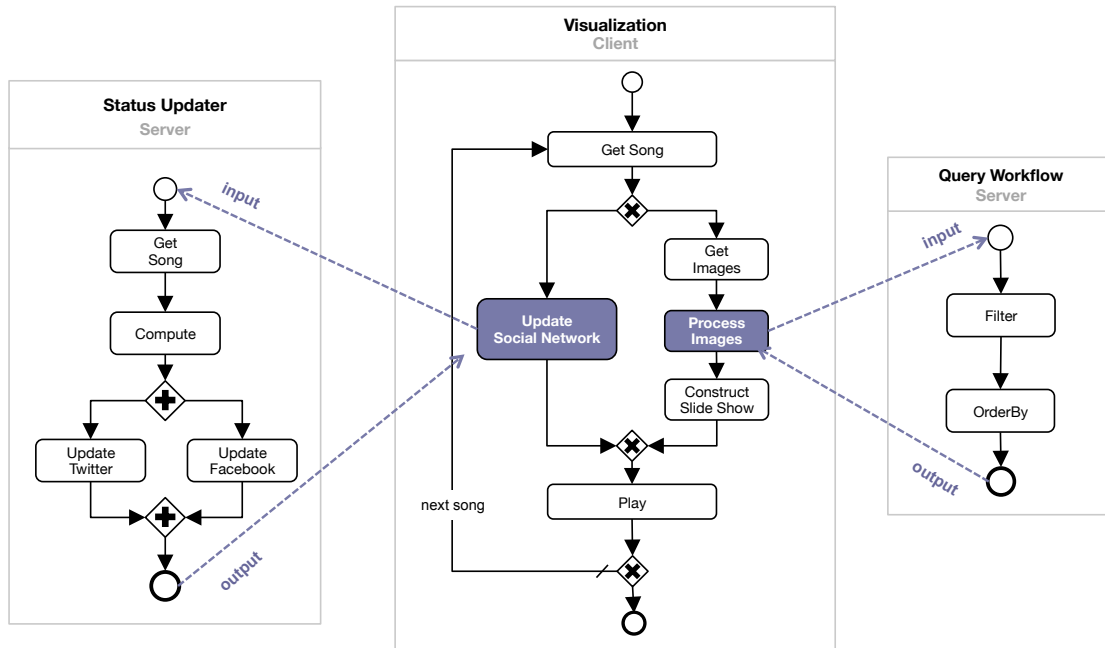 Status Updater
Server
input
Get
Song
Compute
Update
Twitter
Update
Facebook
output
Visualization
Client
Get Song
Get
Images
Update
Social Network
Process
Images
Construct
Slide Show
next song
Play
Query Workflow
Server
input
Filter
OrderBy
output